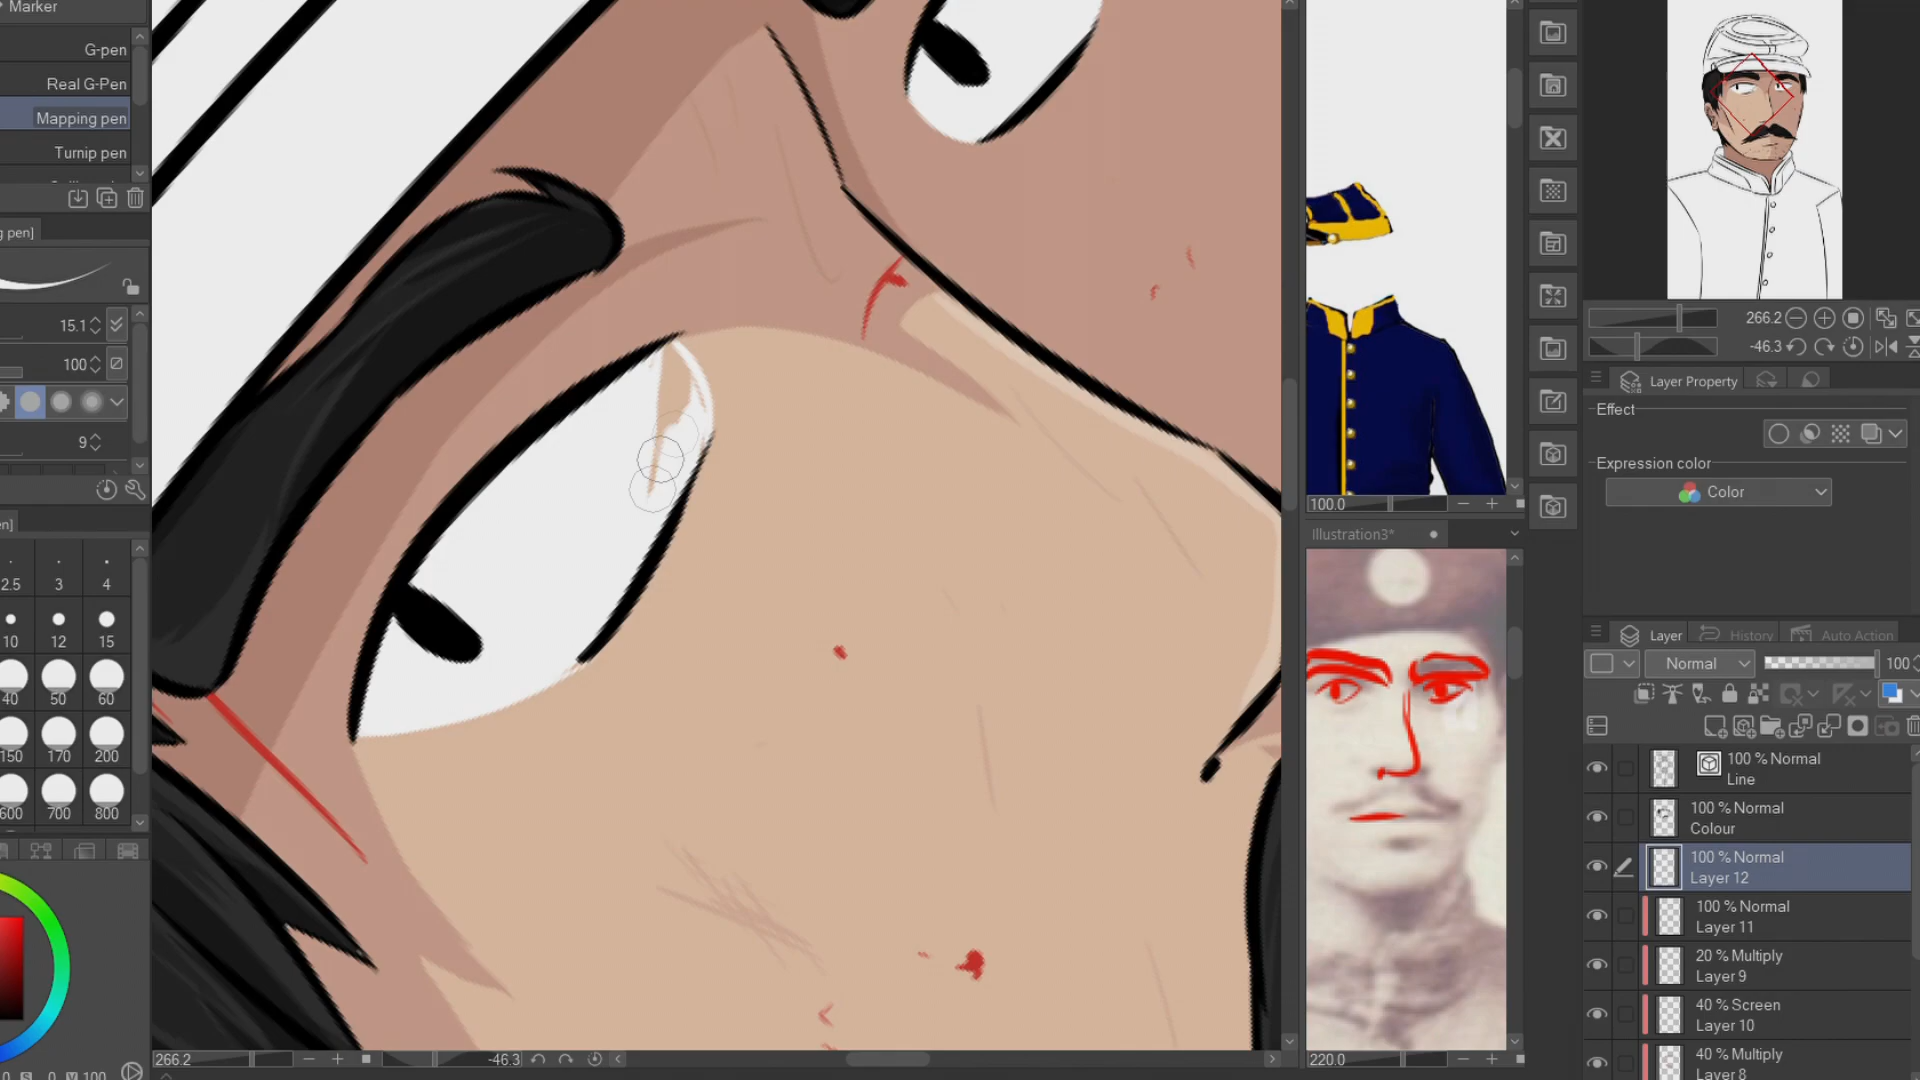 Marker
G-pen
Real G-Pen
Mapping pen
Turnip pen
g pen]
15.1
100
9
en]
2.5 3 4
10 12 15
40 50 60
150 170 200
600 700 800
266.2 -46.3
100.0
Illustration3*
220.0
266.2
-46.3
Layer Property
Effect
Expression color
Color
Layer History Auto Action
Normal 100
100 % Normal
Line
100 % Normal
Colour
100 % Normal
Layer 12
100 % Normal
Layer 11
20 % Multiply
Layer 9
40 % Screen
Layer 10
40 % Multiply
Layer 8